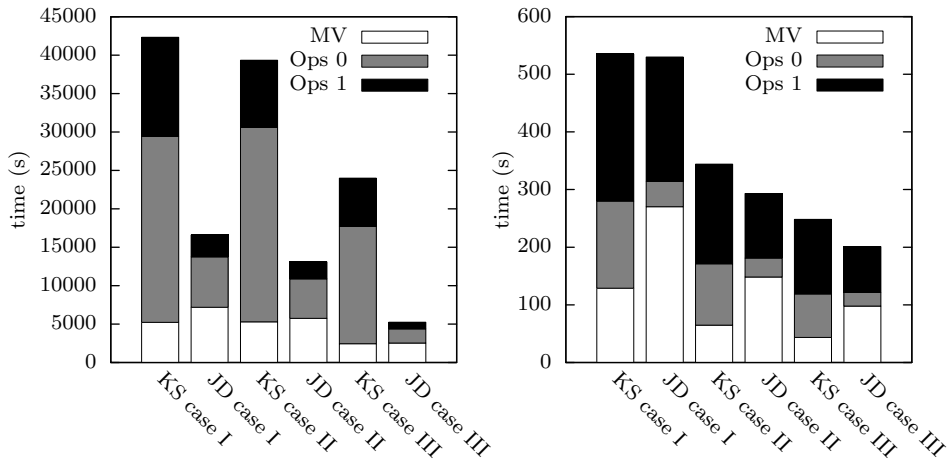 45000
40000
35000
30000
25000
20000
15000
10000
5000
0
time (s)
MV
Ops 0
Ops 1
KS case I
JD case I
KS case II
JD case II
KS case III
JD case III
600
500
400
300
200
100
0
time (s)
MV
Ops 0
Ops 1
KS case I
JD case I
KS case II
JD case II
KS case III
JD case III